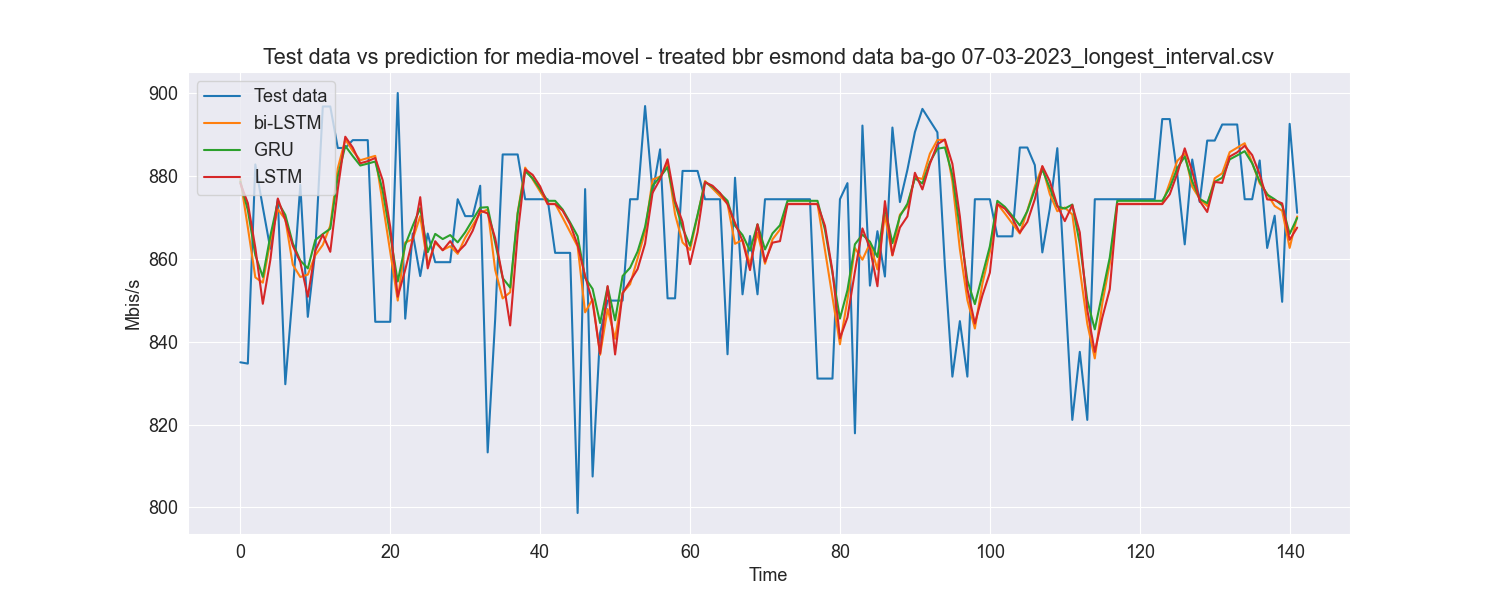 Test data vs prediction for media-movel - treated bbr esmond data ba-go 07-03-2023_longest_interval.csv
Test data
bi-LSTM
GRU
LSTM
900
880
860
840
820
800
Mbis/s
0 20 40 60 80 100 120 140
Time